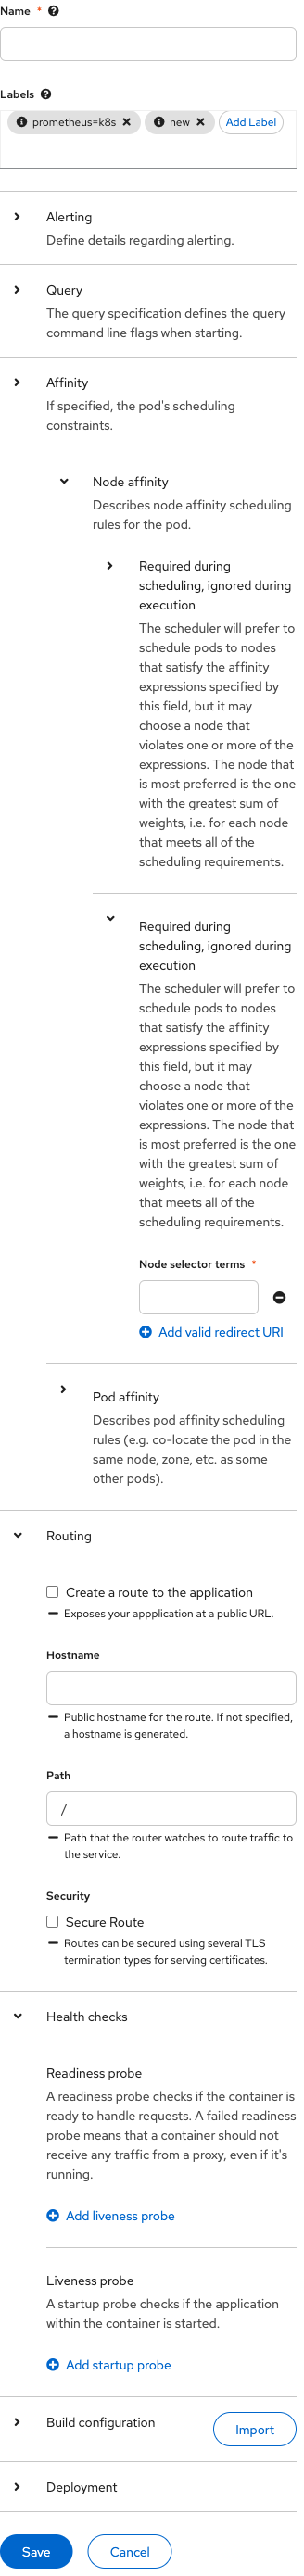 Name *
Labels
prometheus=k8s new Add Label
Alerting
Define details regarding alerting.
Query
The query specification defines the query
command line flags when starting.
Affinity
If specified, the pod's scheduling
constraints.
Node affinity
Describes node affinity scheduling
rules for the pod.
Required during
scheduling, ignored during
execution
The scheduler will prefer to
schedule pods to nodes
that satisfy the affinity
expressions specified by
this field, but it may
choose a node that
violates one or more of the
expressions. The node that
is most preferred is the one
with the greatest sum of
weights, i.e. for each node
that meets all of the
scheduling requirements.
Required during
scheduling, ignored during
execution
The scheduler will prefer to
schedule pods to nodes
that satisfy the affinity
expressions specified by
this field, but it may
choose a node that
violates one or more of the
expressions. The node that
is most preferred is the one
with the greatest sum of
weights, i.e. for each node
that meets all of the
scheduling requirements.
Node selector terms *
Add valid redirect URI
Pod affinity
Describes pod affinity scheduling
rules (e.g. co-locate the pod in the
same node, zone, etc. as some
other pods).
Routing
Create a route to the application
Exposes your appplication at a public URL.
Hostname
Public hostname for the route. If not specified,
a hostname is generated.
Path
/
Path that the router watches to route traffic to
the service.
Security
Secure Route
Routes can be secured using several TLS
termination types for serving certificates.
Health checks
Readiness probe
A readiness probe checks if the container is
ready to handle requests. A failed readiness
probe means that a container should not
receive any traffic from a proxy, even if it's
running.
Add liveness probe
Liveness probe
A startup probe checks if the application
within the container is started.
Add startup probe
Build configuration Import
Deployment
Save Cancel